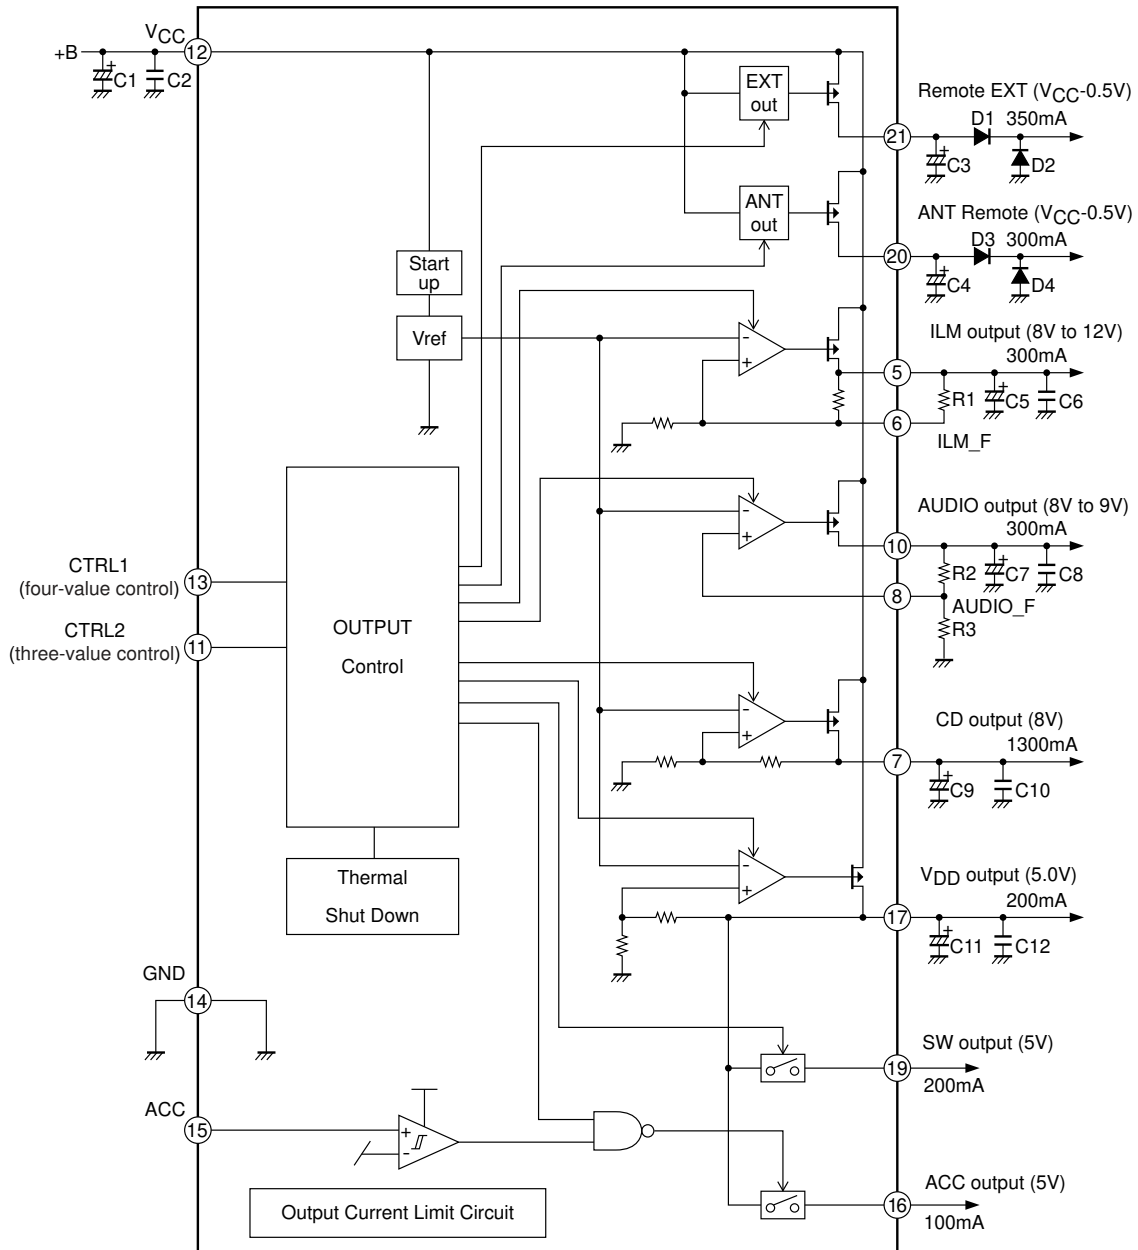 VCC
+B
12
C1
C2
EXT
out
Remote EXT (VCC-0.5V)
D1 350mA
21
C3
D2
ANT
out
ANT Remote (VCC-0.5V)
D3 300mA
20
C4
D4
Start
up
Vref
-
+
ILM output (8V to 12V)
300mA
5
R1
C5
C6
6
ILM_F
-
+
AUDIO output (8V to 9V)
300mA
10
R2
C7
C8
8
AUDIO_F
R3
CTRL1
(four-value control)
13
CTRL2
(three-value control)
11
OUTPUT
Control
-
+
CD output (8V)
1300mA
7
C9
C10
Thermal
Shut Down
-
+
VDD output (5.0V)
200mA
17
C11
C12
GND
14
SW output (5V)
19
200mA
ACC
15
+
-
ACC output (5V)
16
100mA
Output Current Limit Circuit
+
+
+
+
+
+
+